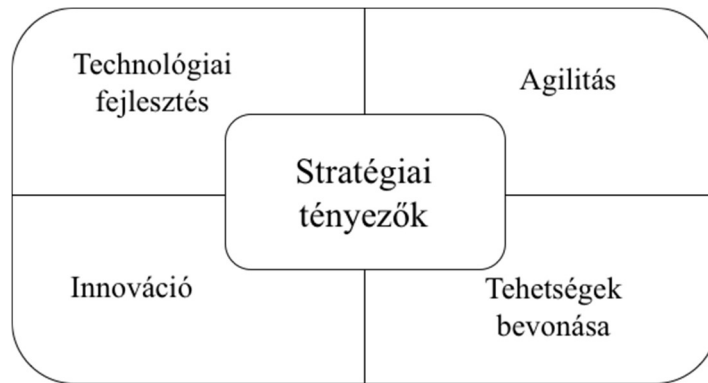 Technológiai
fejlesztés
Agilitás
Stratégiai
tényezők
Innováció
Tehetségek
bevonása